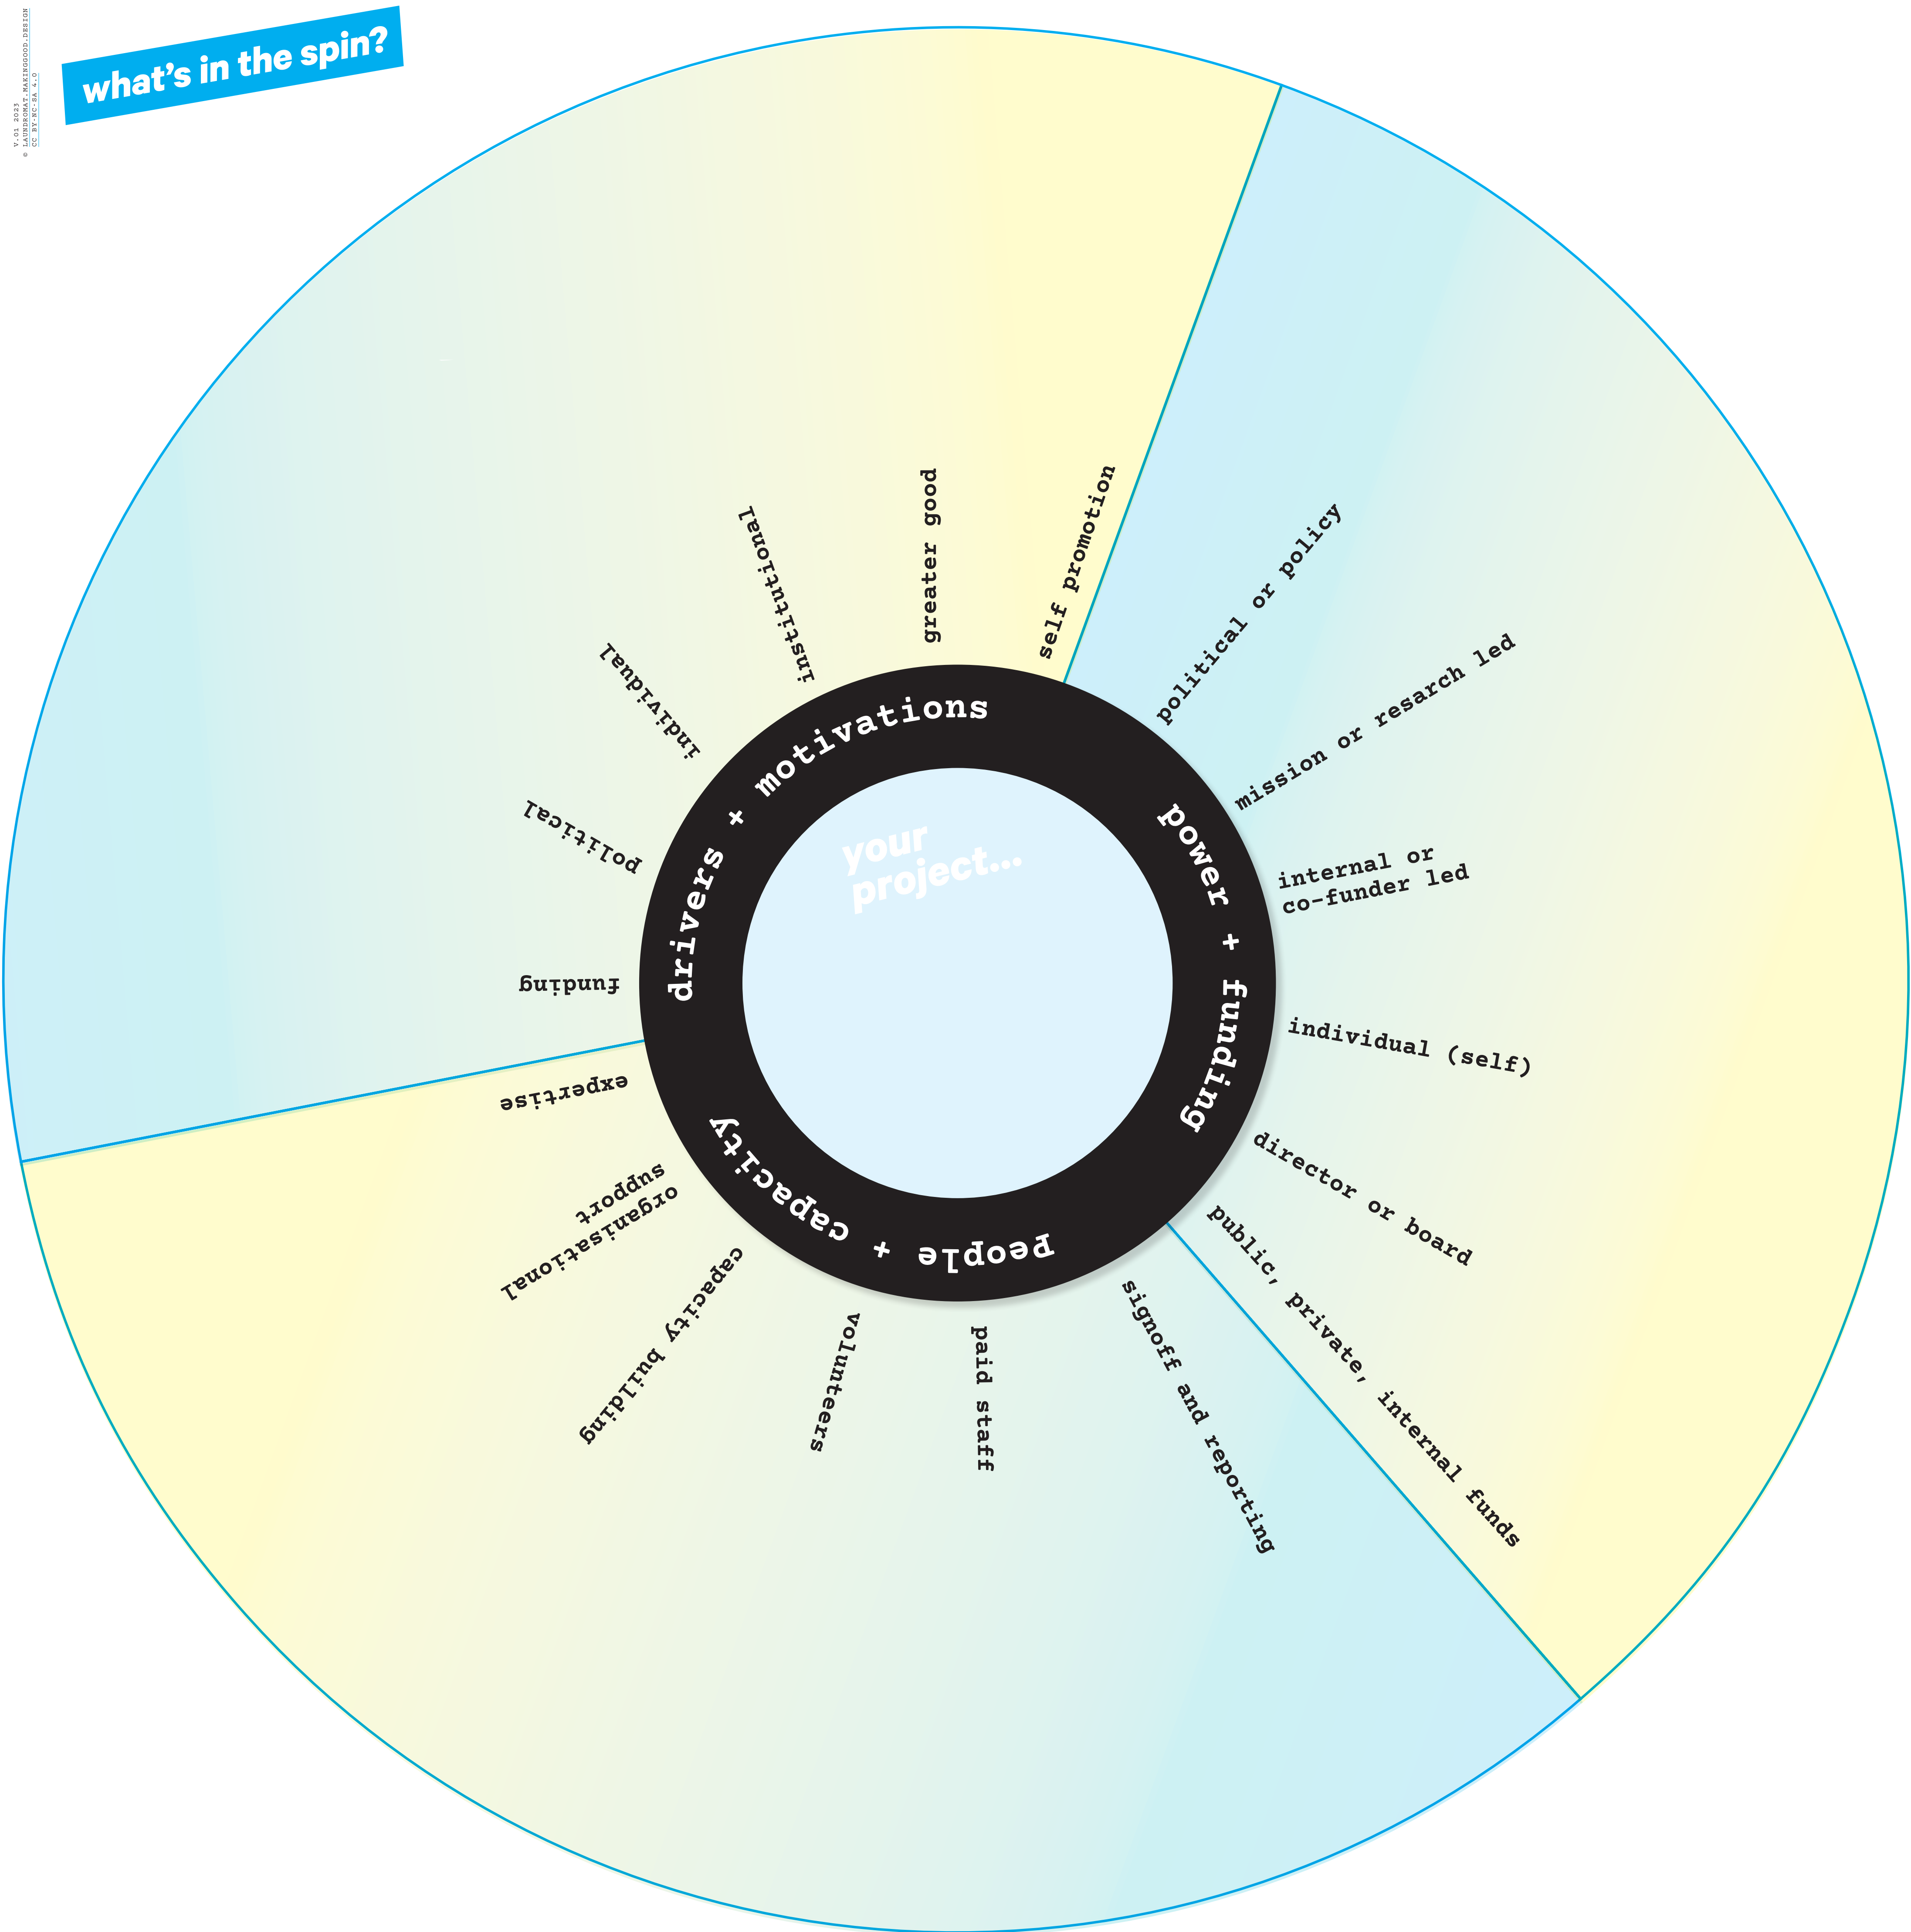 V.01 2023
© LAUNDROMAT.MAKINGGOOD.DESIGN
CC BY-NC-SA 4.0
what's in the spin?
your
project...
drivers + motivations
funding
political
individual
institutional
greater good
self promotion
power + funding
political or policy
mission or resarch led
internal or
co-funder led
individual (self)
director or board
public, private, internal funds
People + capacity
signoff and reporting
paid staff
volunteers
capacity building
organisational
support
expertise